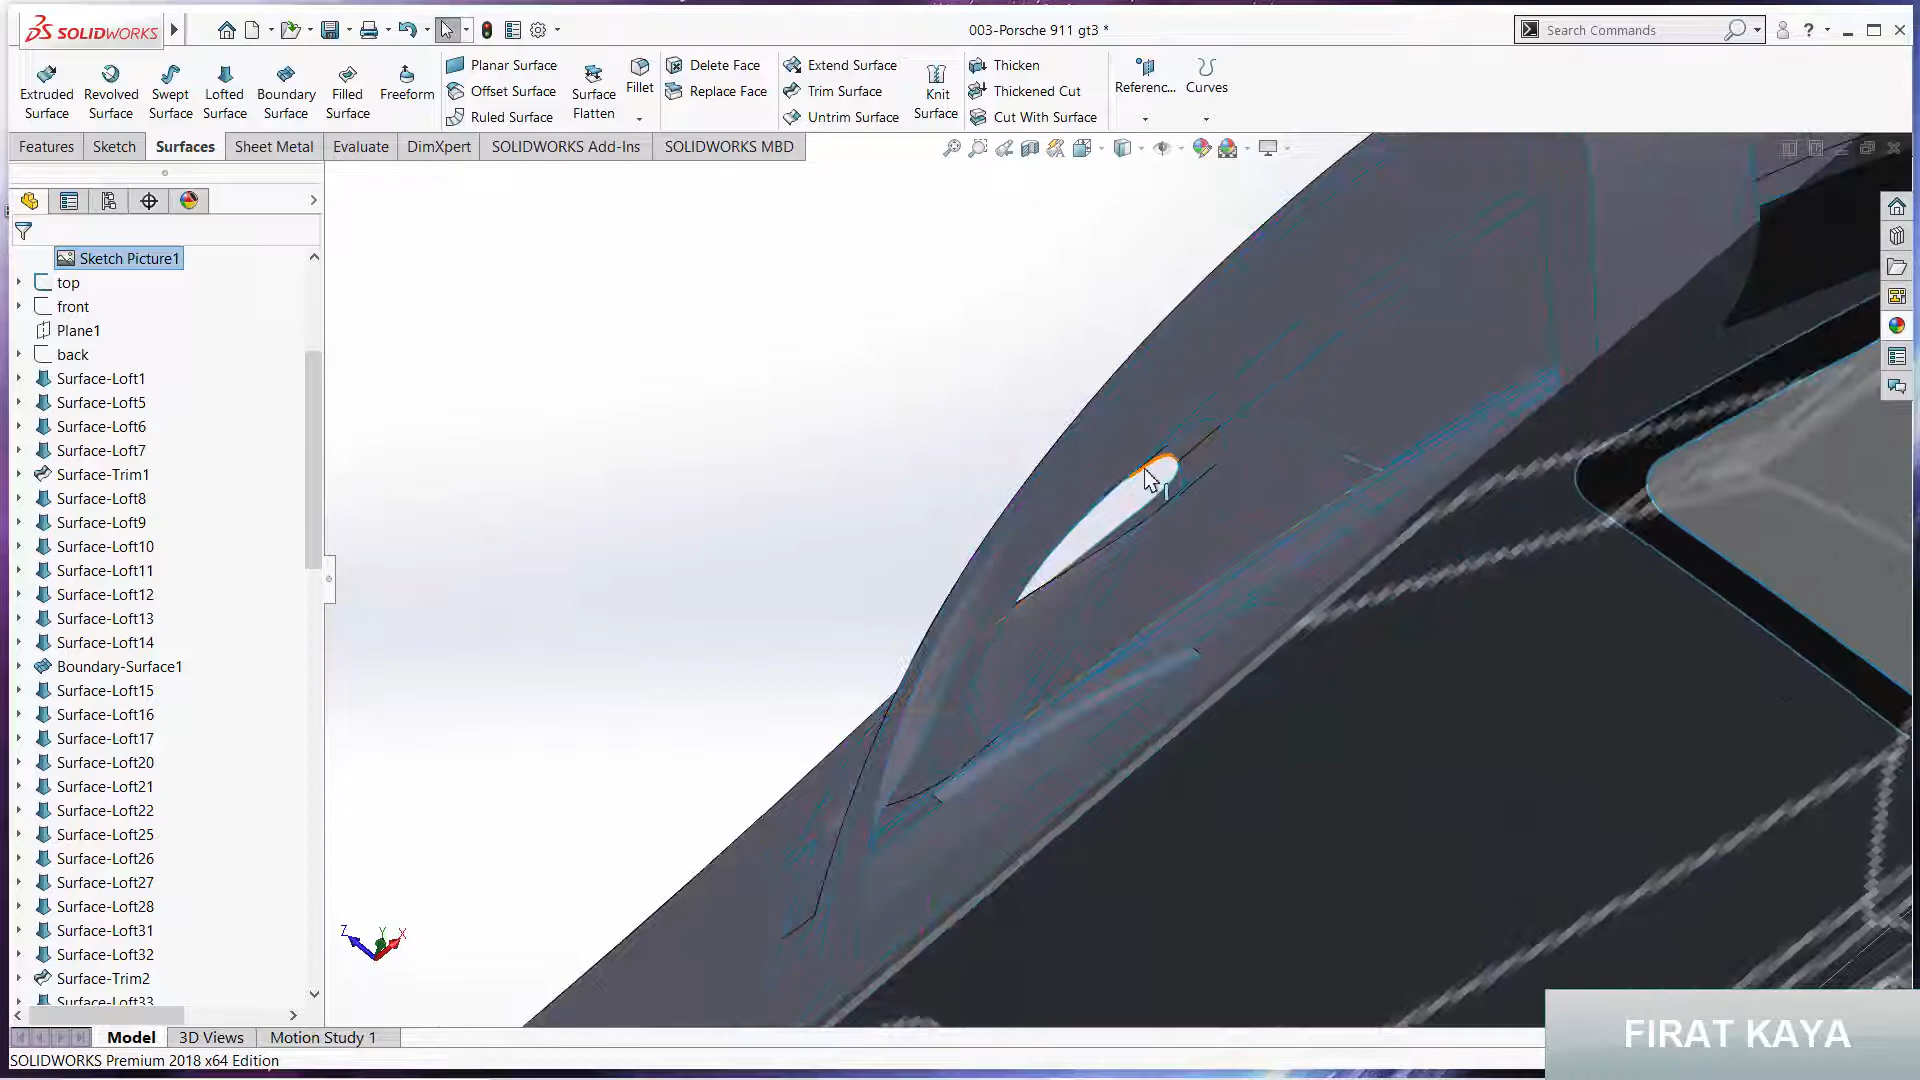 SOLIDWORKS
003-Porsche 911 gt3 *
Search Commands
Extruded Surface
Revolved Surface
Swept Surface
Lofted Surface
Boundary Surface
Filled Surface
Freeform
Planar Surface
Offset Surface
Ruled Surface
Surface Flatten
Fillet
Delete Face
Replace Face
Extend Surface
Trim Surface
Untrim Surface
Knit Surface
Thicken
Thickened Cut
Cut With Surface
Referenc...
Curves
Features
Sketch
Surfaces
Sheet Metal
Evaluate
DimXpert
SOLIDWORKS Add-Ins
SOLIDWORKS MBD
Sketch Picture1
top
front
Plane1
back
Surface-Loft1
Surface-Loft5
Surface-Loft6
Surface-Loft7
Surface-Trim1
Surface-Loft8
Surface-Loft9
Surface-Loft10
Surface-Loft11
Surface-Loft12
Surface-Loft13
Surface-Loft14
Boundary-Surface1
Surface-Loft15
Surface-Loft16
Surface-Loft17
Surface-Loft20
Surface-Loft21
Surface-Loft22
Surface-Loft25
Surface-Loft26
Surface-Loft27
Surface-Loft28
Surface-Loft31
Surface-Loft32
Surface-Trim2
Surface-Loft33
Z
Y
X
Model
3D Views
Motion Study 1
SOLIDWORKS Premium 2018 x64 Edition
FIRAT KAYA